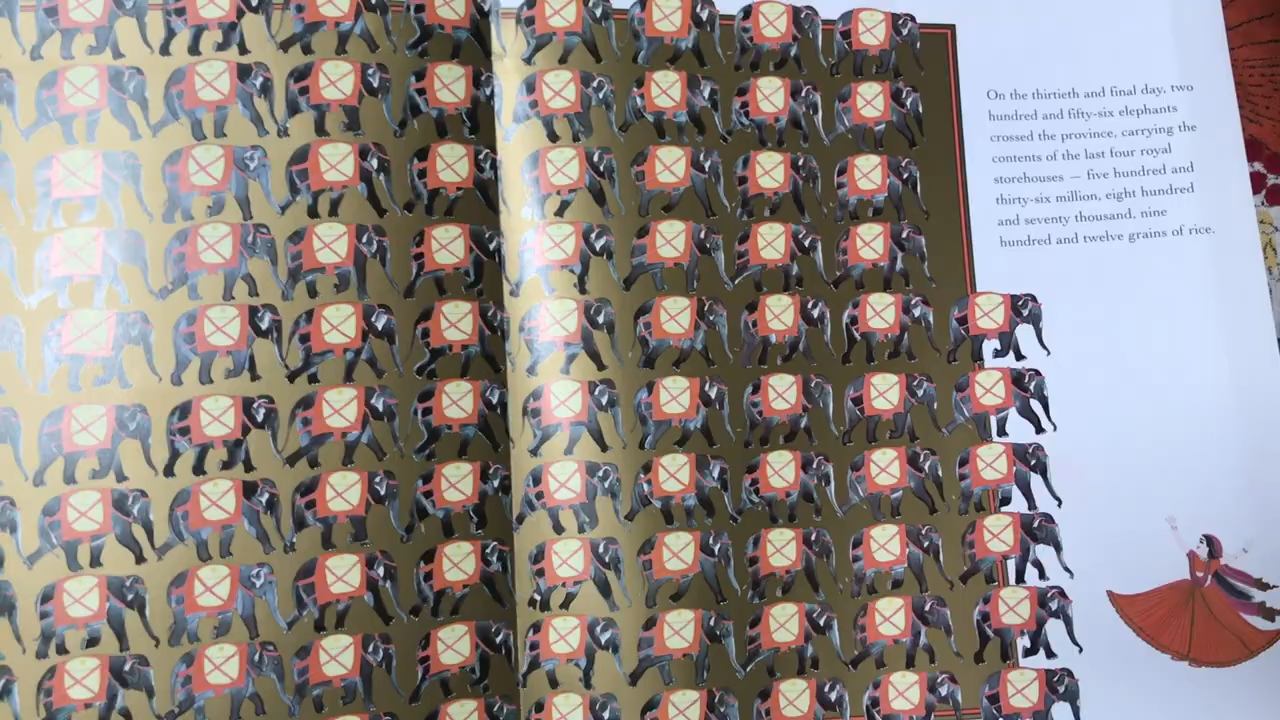 On the thirtieth and final day, two
hundred and fifty-six elephants
crossed the province, carrying the
contents of the last four royal
storehouses — five hundred and
thirty-six million, eight hundred
and seventy thousand, nine
hundred and twelve grains of rice.